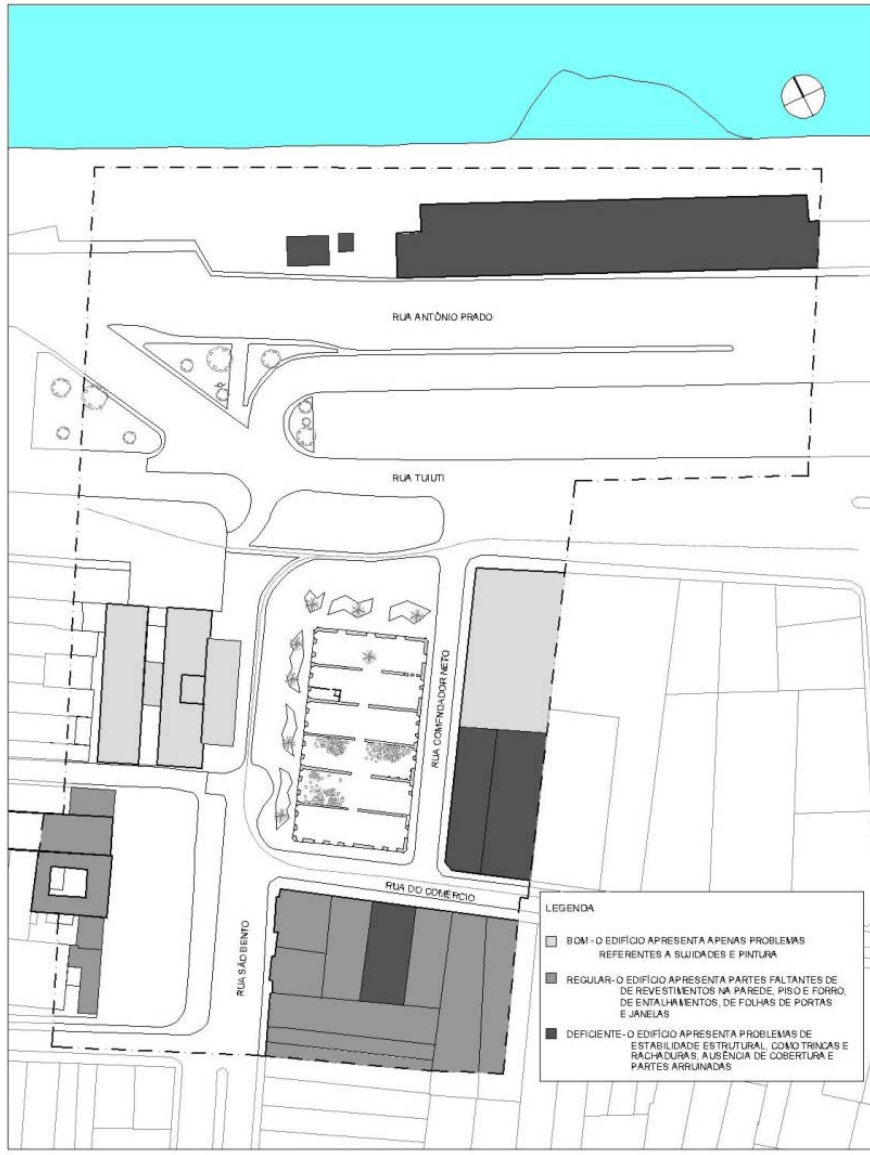 RUA ANTÔNIO PRADO
RUA TUIUTI
RUA COMENDADOR NETO
RUA DO COMÉRCIO
RUA SÃO BENTO
LEGENDA
BOM - O EDIFÍCIO APRESENTA APENAS PROBLEMAS
REFERENTES A SUJIDADES E PINTURA
REGULAR- O EDIFÍCIO APRESENTA PARTES FALTANTES DE
DE REVESTIMENTOS NA PAREDE, PISO E FORRO,
DE ENTALHAMENTOS, DE FOLHAS DE PORTAS
E JANELAS
DEFICIENTE- O EDIFÍCIO APRESENTA PROBLEMAS DE
ESTABILIDADE ESTRUTURAL, COMO TRINCAS E
RACHADURAS, AUSÊNCIA DE COBERTURA E
PARTES ARRUINADAS